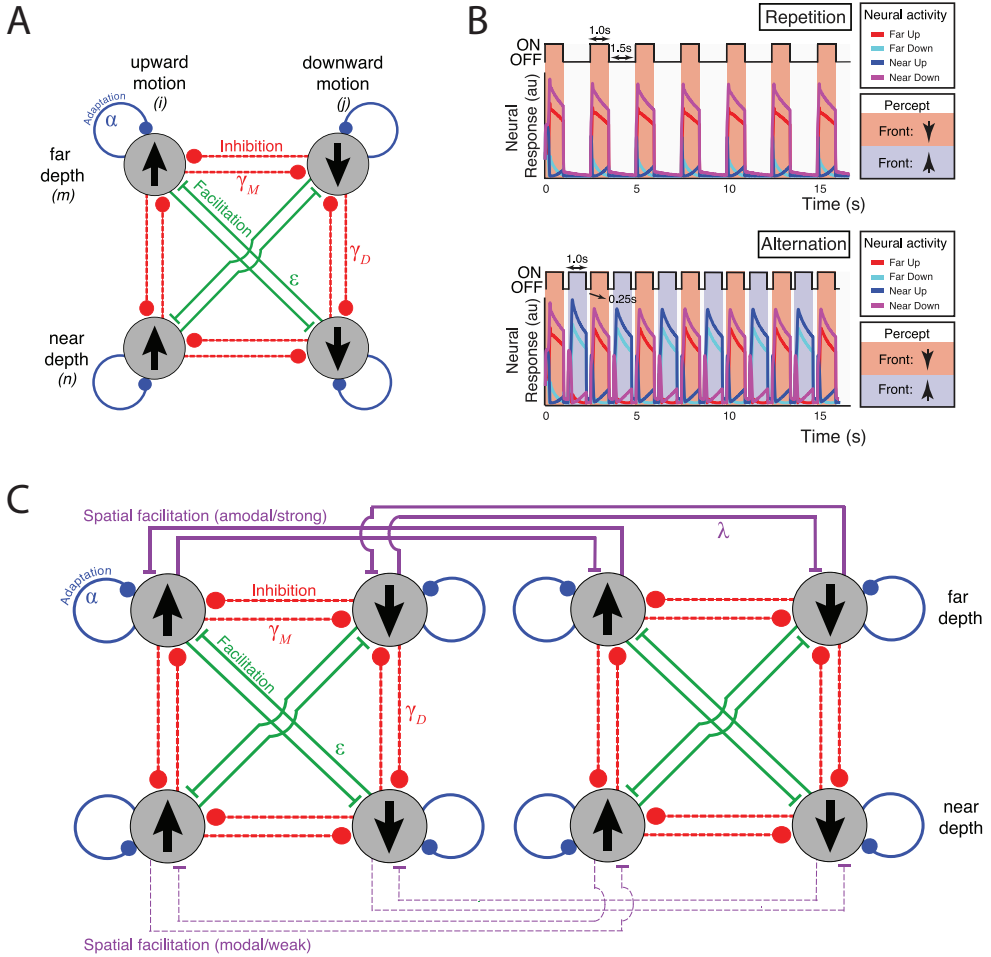 A
upward
motion
(i)
downward
motion
(j)
Adaptation
α
far
depth
(m)
Inhibition
γM
Facilitation
ε
γD
near
depth
(n)
B
Repetition
ON
OFF
1.0s
1.5s
Neural
Response (au)
0
5
10
15
Time (s)
Neural activity
Far Up
Far Down
Near Up
Near Down
Percept
Front:
Front:
Alternation
ON
OFF
1.0s
0.25s
Neural
Response (au)
0
5
10
15
Time (s)
Neural activity
Far Up
Far Down
Near Up
Near Down
Percept
Front:
Front:
C
Spatial facilitation (amodal/strong)
λ
Adaptation
α
Inhibition
γM
Facilitation
ε
γD
far
depth
near
depth
Spatial facilitation (modal/weak)